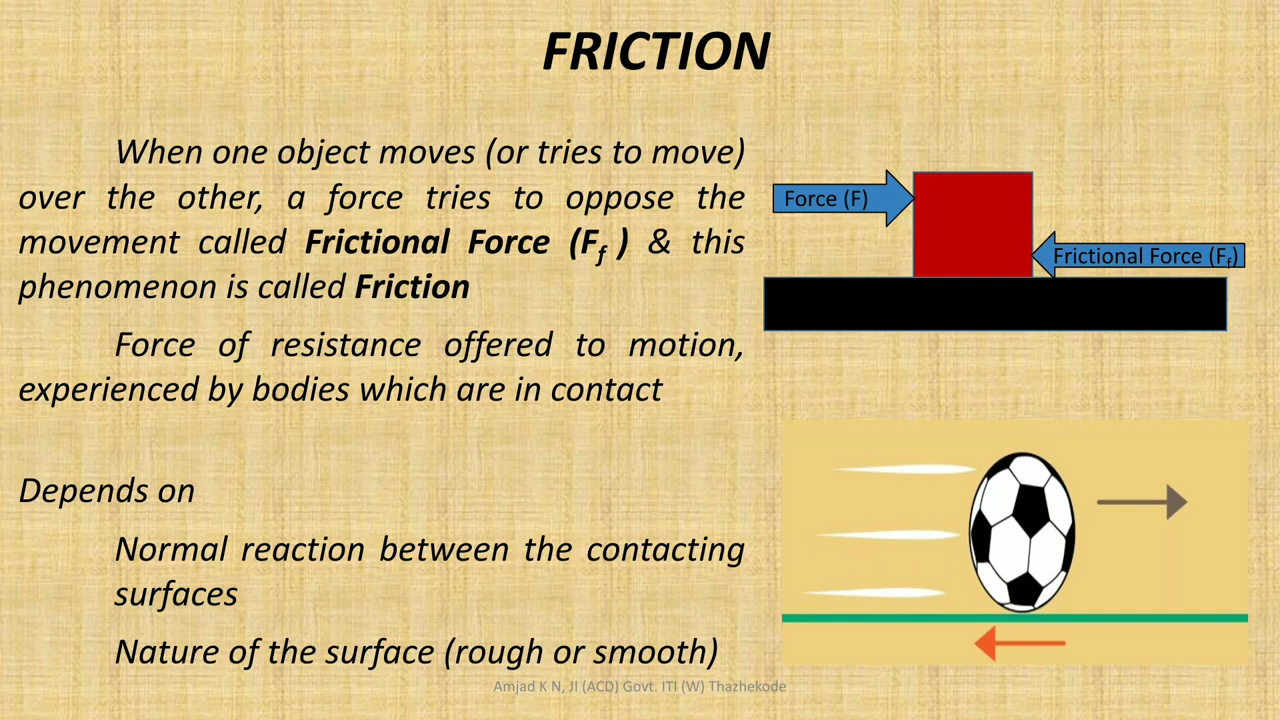 FRICTION
When one object moves (or tries to move)
over the other, a force tries to oppose the
movement called Frictional Force (Ff ) & this
phenomenon is called Friction
Force of resistance offered to motion,
experienced by bodies which are in contact
Depends on
Normal reaction between the contacting
surfaces
Nature of the surface (rough or smooth)
Force (F)
Frictional Force (Ff)
Amjad K N, JI (ACD) Govt. ITI (W) Thazhekode